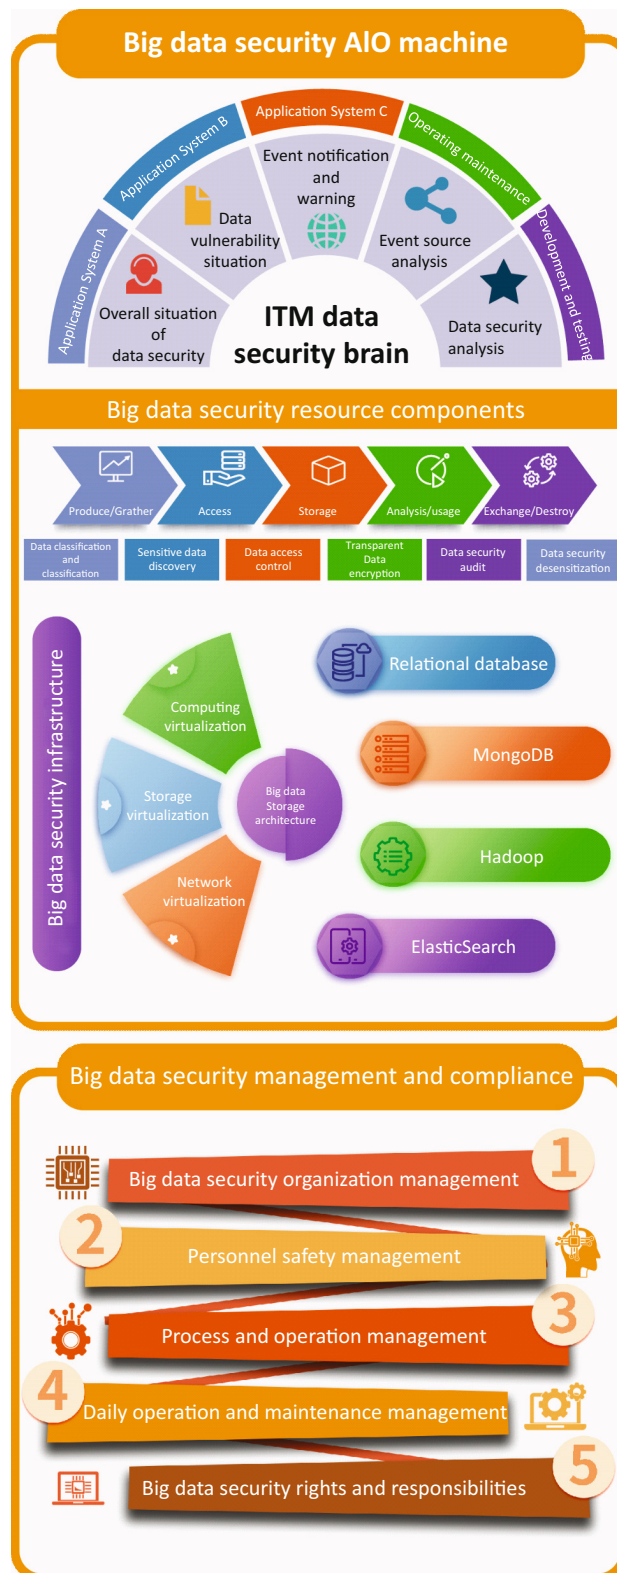 Big data security AIO machine
Application System A
Application System B
Application System C
Operating maintenance
Development and testing
Overall situation
of
data security
Data
vulnerability
situation
Event notification
and
warning
Event source
analysis
Data security
analysis
ITM data
security brain
Big data security resource components
Produce/Grather
Access
Storage
Analysis/usage
Exchange/Destroy
Data classification
and
classification
Sensitive data
discovery
Data access
control
Transparent
Data
encryption
Data security
audit
Data security
desensitization
Big data security infrastructure
Computing
virtualization
Storage
virtualization
Network
virtualization
Big data
Storage
architecture
Relational database
MongoDB
Hadoop
ElasticSearch
Big data security management and compliance
1
Big data security organization management
2
Personnel safety management
3
Process and operation management
4
Daily operation and maintenance management
5
Big data security rights and responsibilities